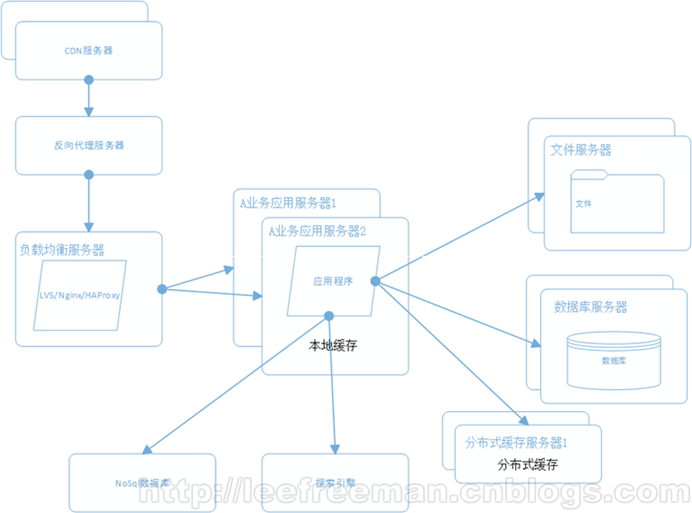 CDN服务器
反向代理服务器
负载均衡服务器
LVS/Nginx/HAProxy
A业务应用服务器1
A业务应用服务器2
应用程序
本地缓存
文件服务器
文件
数据库服务器
数据库
分布式缓存服务器1
分布式缓存
NoSql数据库
搜索引擎
http://leefreeman.cnblogs.com